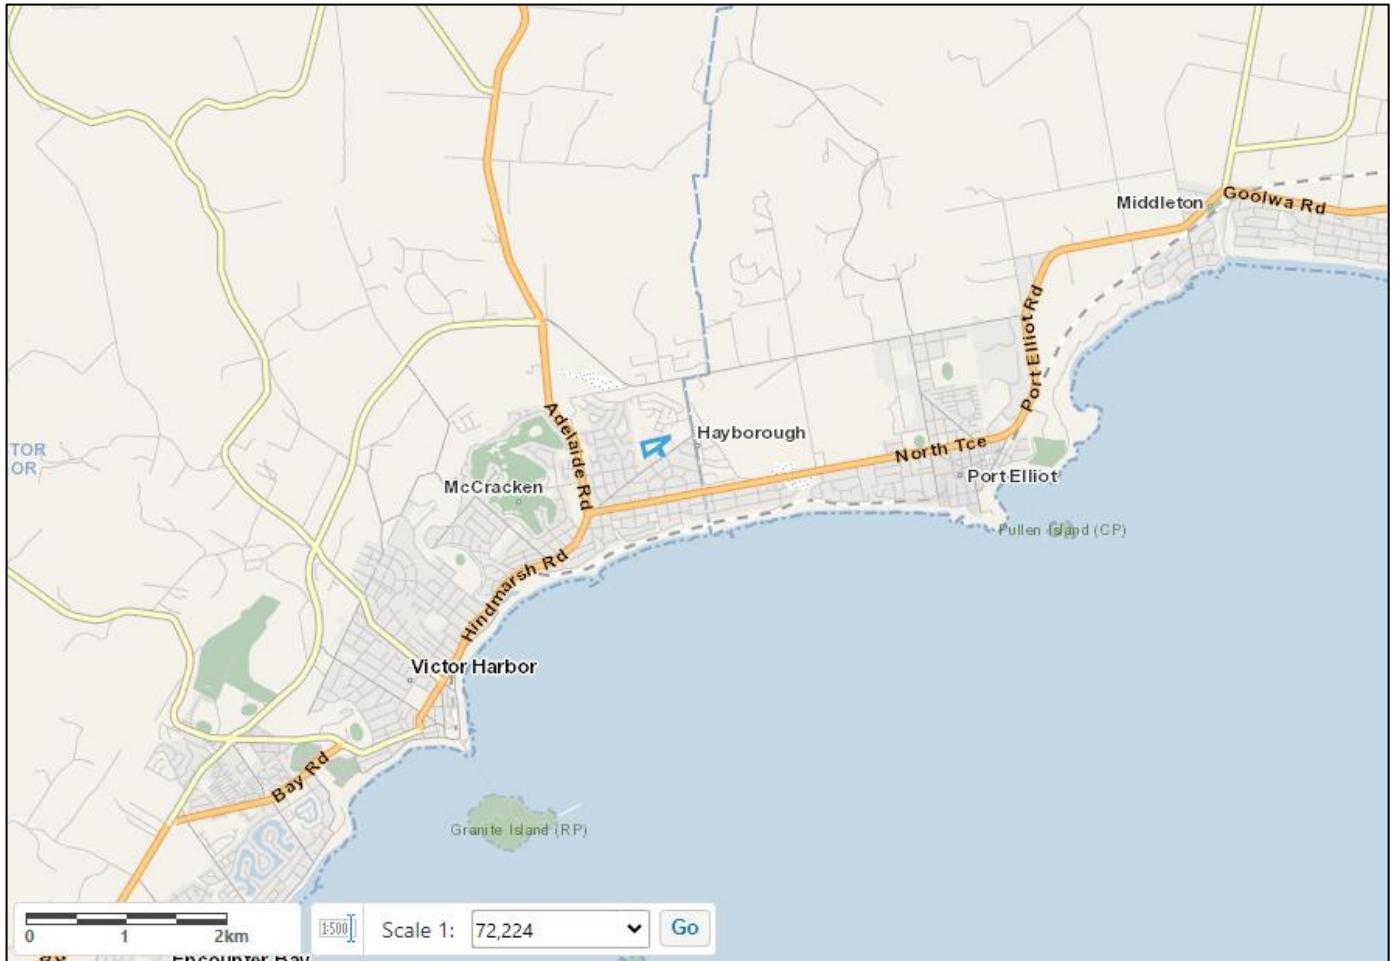 Middleton
Goolwa Rd
Port Elliot Rd
Adelaide Rd
Hayborough
TOR
OR
North Tce
McCracken
Port Elliot
Pullen Island (CP)
Hindmarsh Rd
Victor Harbor
Bay Rd
Granite Island (RP)
0 1 2km
1:500
Scale 1: 72,224
Go
Encounter Bay